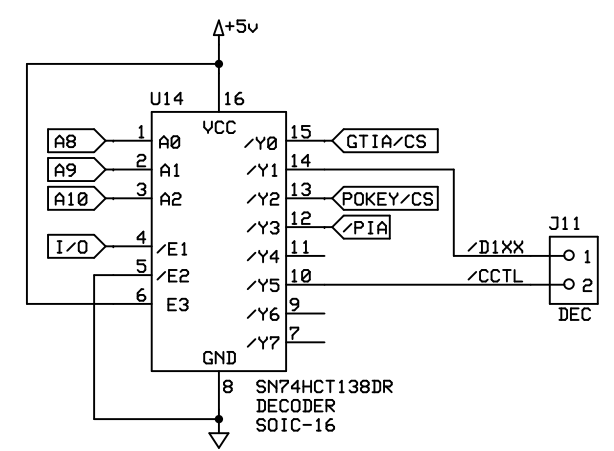 +5v
U14
16
VCC
A8 1 A0 /Y0 15 GTIA/CS
A9 2 A1 /Y1 14
A10 3 A2 /Y2 13 POKEY/CS
/Y3 12 /PIA
J11
I/O 4 /E1 /Y4 11 /D1XX 1
5 /E2 /Y5 10 /CCTL 2
6 E3 /Y6 9
DEC
/Y7 7
GND
8
SN74HCT138DR
DECODER
SOIC-16